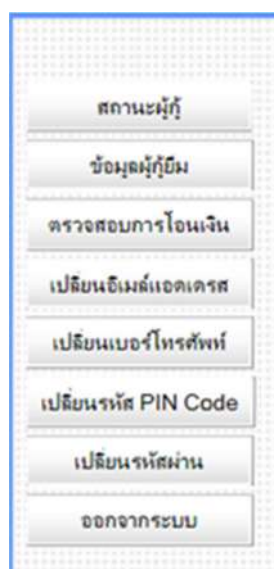 สถานะผู้กู้
ข้อมูลผู้กู้ยืม
ตรวจสอบการโอนเงิน
เปลี่ยนอีเมล์แอดเดรส
เปลี่ยนเบอร์โทรศัพท์
เปลี่ยนรหัส PIN Code
เปลี่ยนรหัสผ่าน
ออกจากระบบ